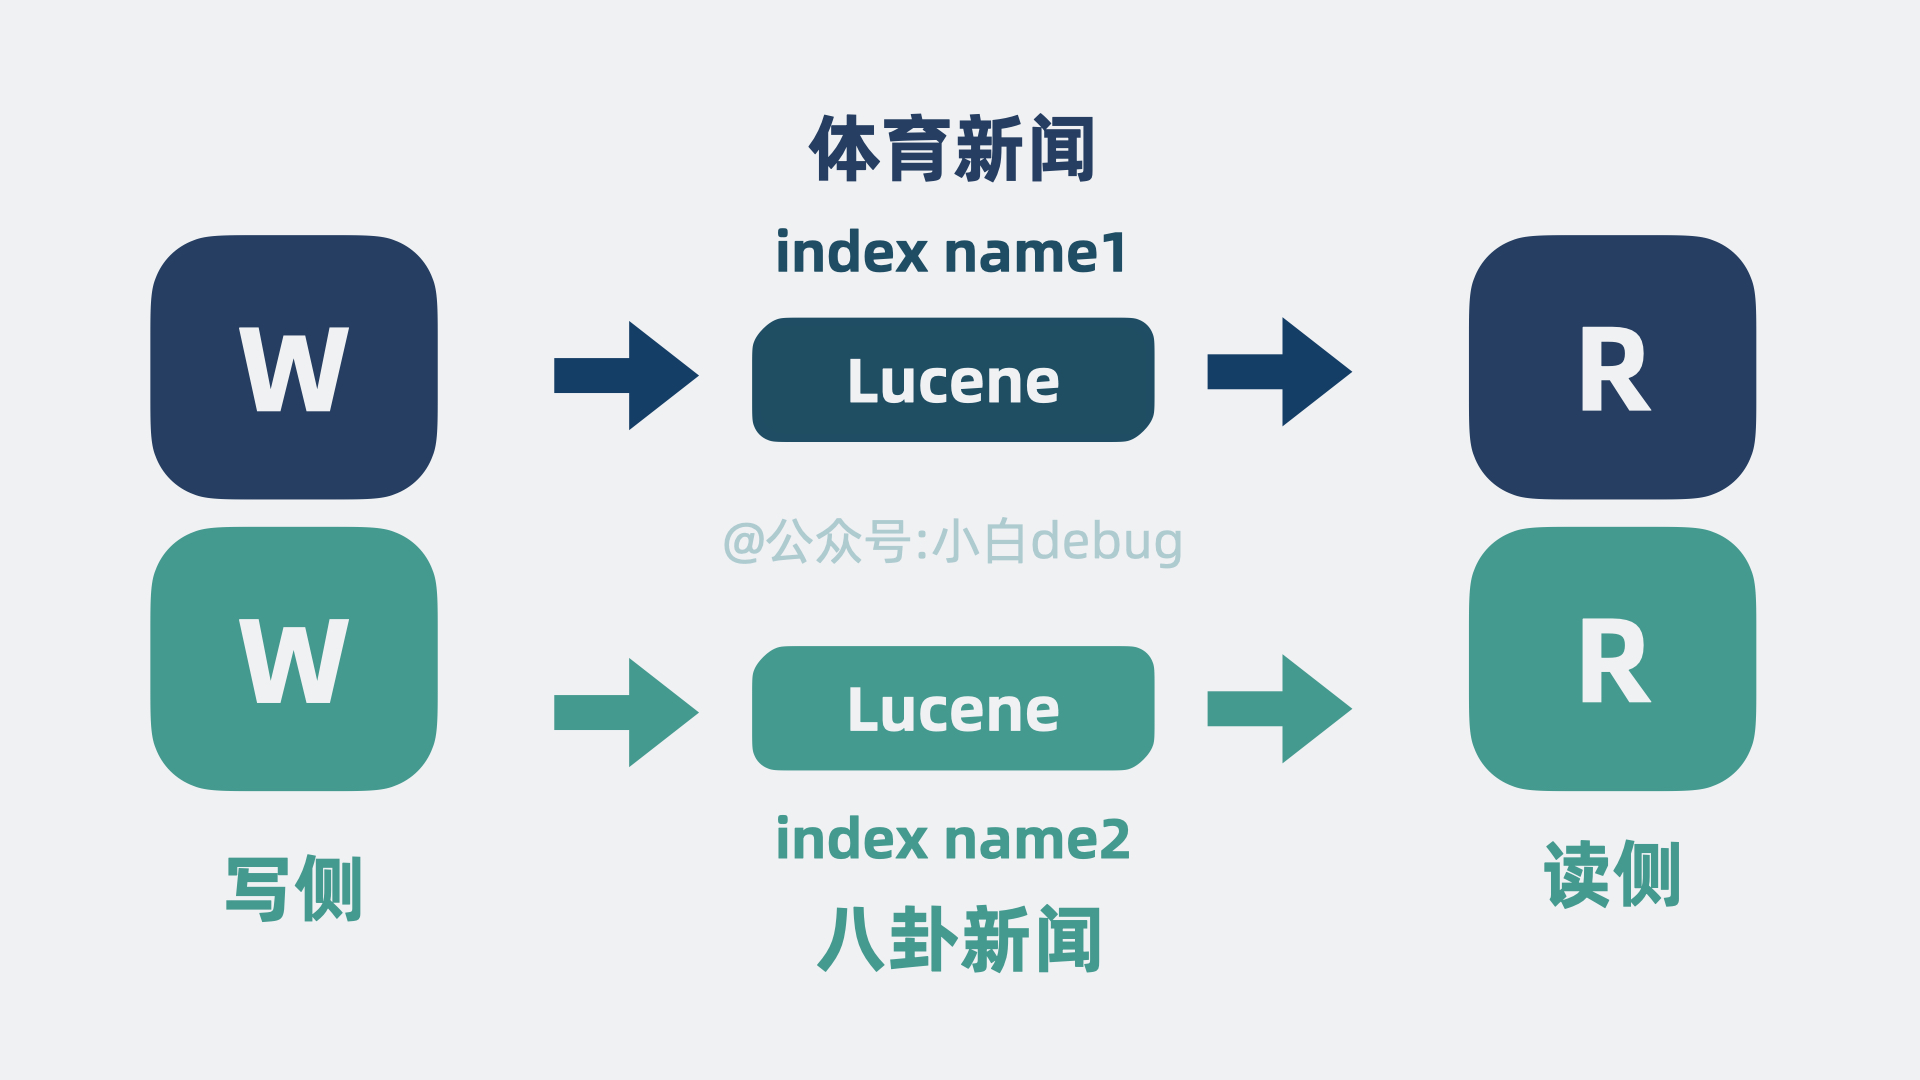 体育新闻
index name1
W
Lucene
R
@公众号:小白debug
W
Lucene
R
index name2
写侧
读侧
八卦新闻